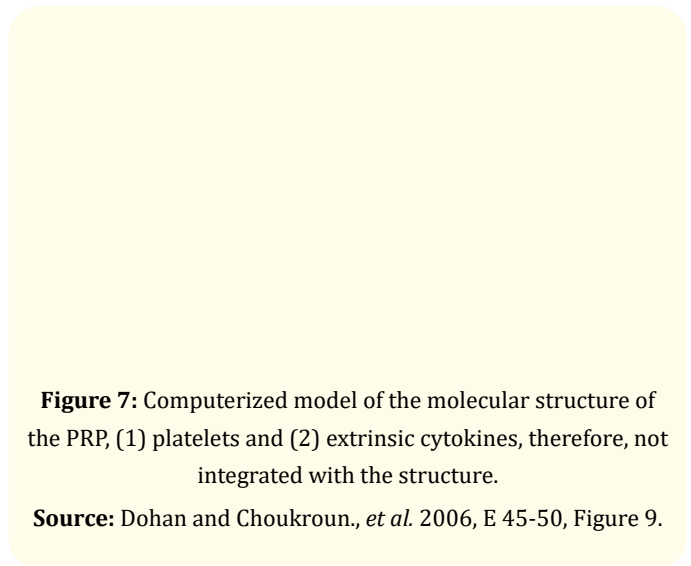 Figure 7: Computerized model of the molecular structure of
the PRP, (1) platelets and (2) extrinsic cytokines, therefore, not
integrated with the structure.
Source: Dohan and Choukroun., et al. 2006, E 45-50, Figure 9.